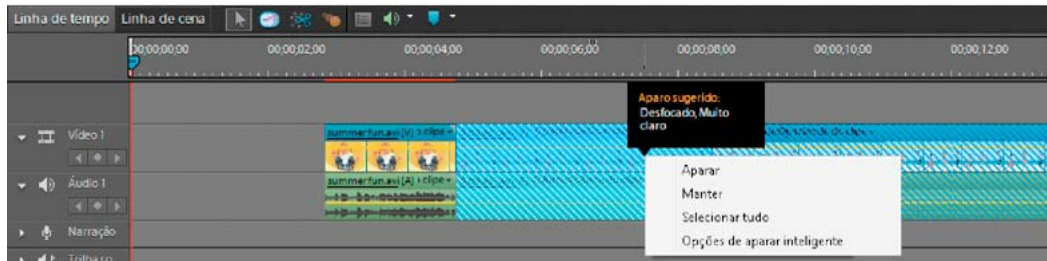 Linha de tempo Linha de cena
00;00;00;00 00;00;02;00 00;00;04;00 00;00;06;00 00;00;08;00 00;00;10;00 00;00;12;00
Aparo sugerido:
Desfocado, Muito
claro
Vídeo 1
summerfun.avi [V]
Áudio 1
summerfun.avi [A]
Aparar
Manter
Selecionar tudo
Opções de aparar inteligente
Narração